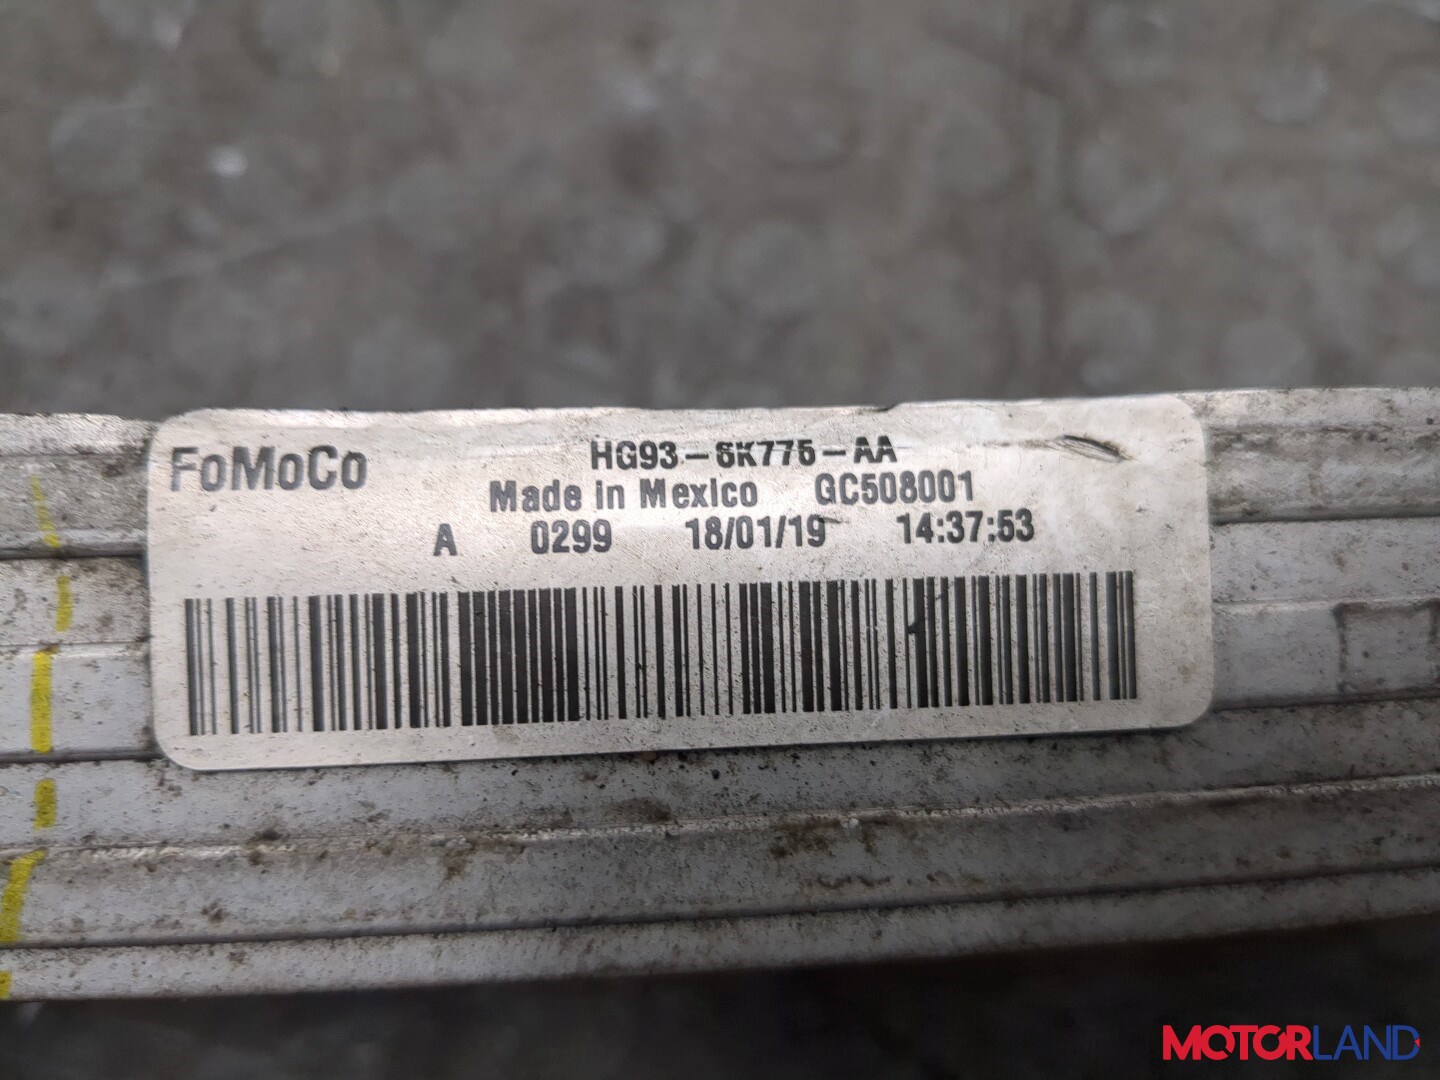 FoMoCo
HG93-6K775-AA
Made in Mexico GC508001
A 0299 18/01/19 14:37:53
MOTORLAND